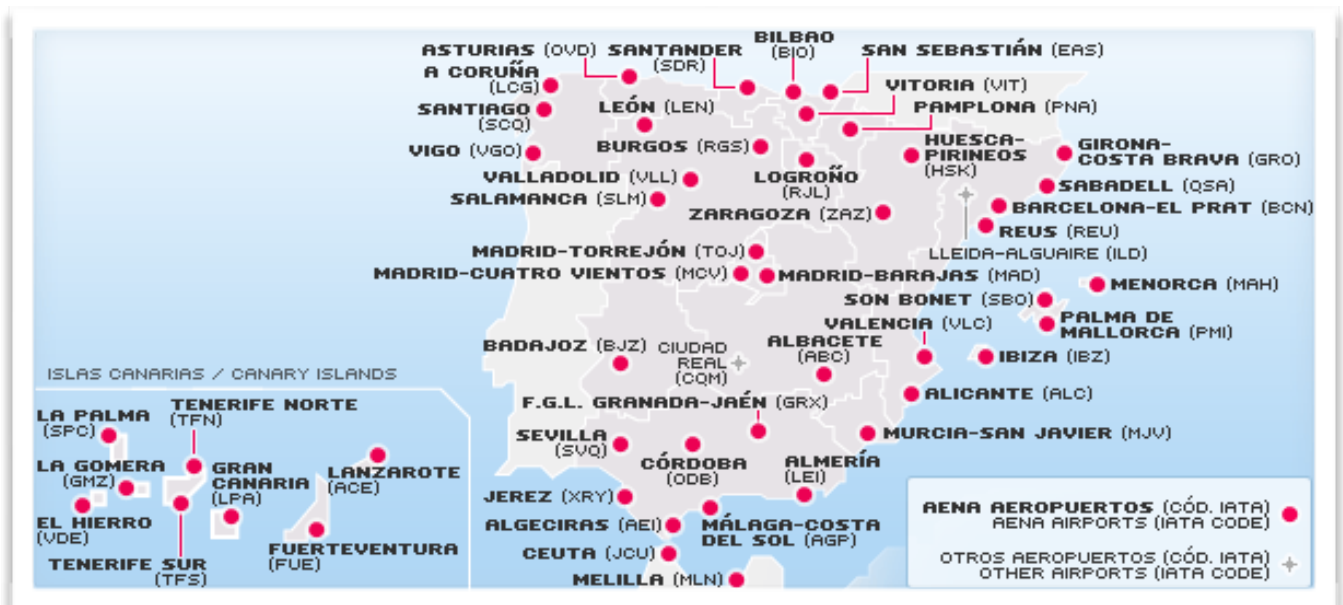 ASTURIAS (OVD)
SANTANDER
(SDR)
BILBAO
(BIO)
SAN SEBASTIÁN (EAS)
A CORUÑA
(LCG)
VITORIA (VIT)
SANTIAGO
(SCQ)
LEÓN (LEN)
PAMPLONA (PNA)
VIGO (VGO)
BURGOS (RGS)
LOGROÑO
(RJL)
HUESCA-
PIRINEOS
(HSK)
GIRONA-
COSTA BRAVA (GRO)
VALLADOLID (VLL)
SABADELL (QSA)
SALAMANCA (SLM)
ZARAGOZA (ZAZ)
BARCELONA-EL PRAT (BCN)
REUS (REU)
LLEIDA-ALGUAIRE (ILD)
MADRID-TORREJÓN (TOJ)
MADRID-CUATRO VIENTOS (MCV)
MADRID-BARAJAS (MAD)
MENORCA (MAH)
SON BONET (SBO)
PALMA DE
MALLORCA (PMI)
VALENCIA (VLC)
BADAJOZ (BJZ)
CIUDAD
REAL
(CQM)
ALBACETE
(ABC)
IBIZA (IBZ)
ALICANTE (ALC)
F.G.L. GRANADA-JAÉN (GRX)
SEVILLA
(SVQ)
CÓRDOBA
(ODB)
ALMERÍA
(LEI)
MURCIA-SAN JAVIER (MJV)
JEREZ (XRY)
ALGECIRAS (AEI)
MÁLAGA-COSTA
DEL SOL (AGP)
CEUTA (JCU)
MELILLA (MLN)
ISLAS CANARIAS / CANARY ISLANDS
LA PALMA
(SPC)
TENERIFE NORTE
(TFN)
LA GOMERA
(GMZ)
GRAN
CANARIA
(LPA)
LANZAROTE
(ACE)
EL HIERRO
(VDE)
TENERIFE SUR
(TFS)
FUERTEVENTURA
(FUE)
AENA AEROPUERTOS (CÓD. IATA)
AENA AIRPORTS (IATA CODE)
OTROS AEROPUERTOS (CÓD. IATA)
OTHER AIRPORTS (IATA CODE)